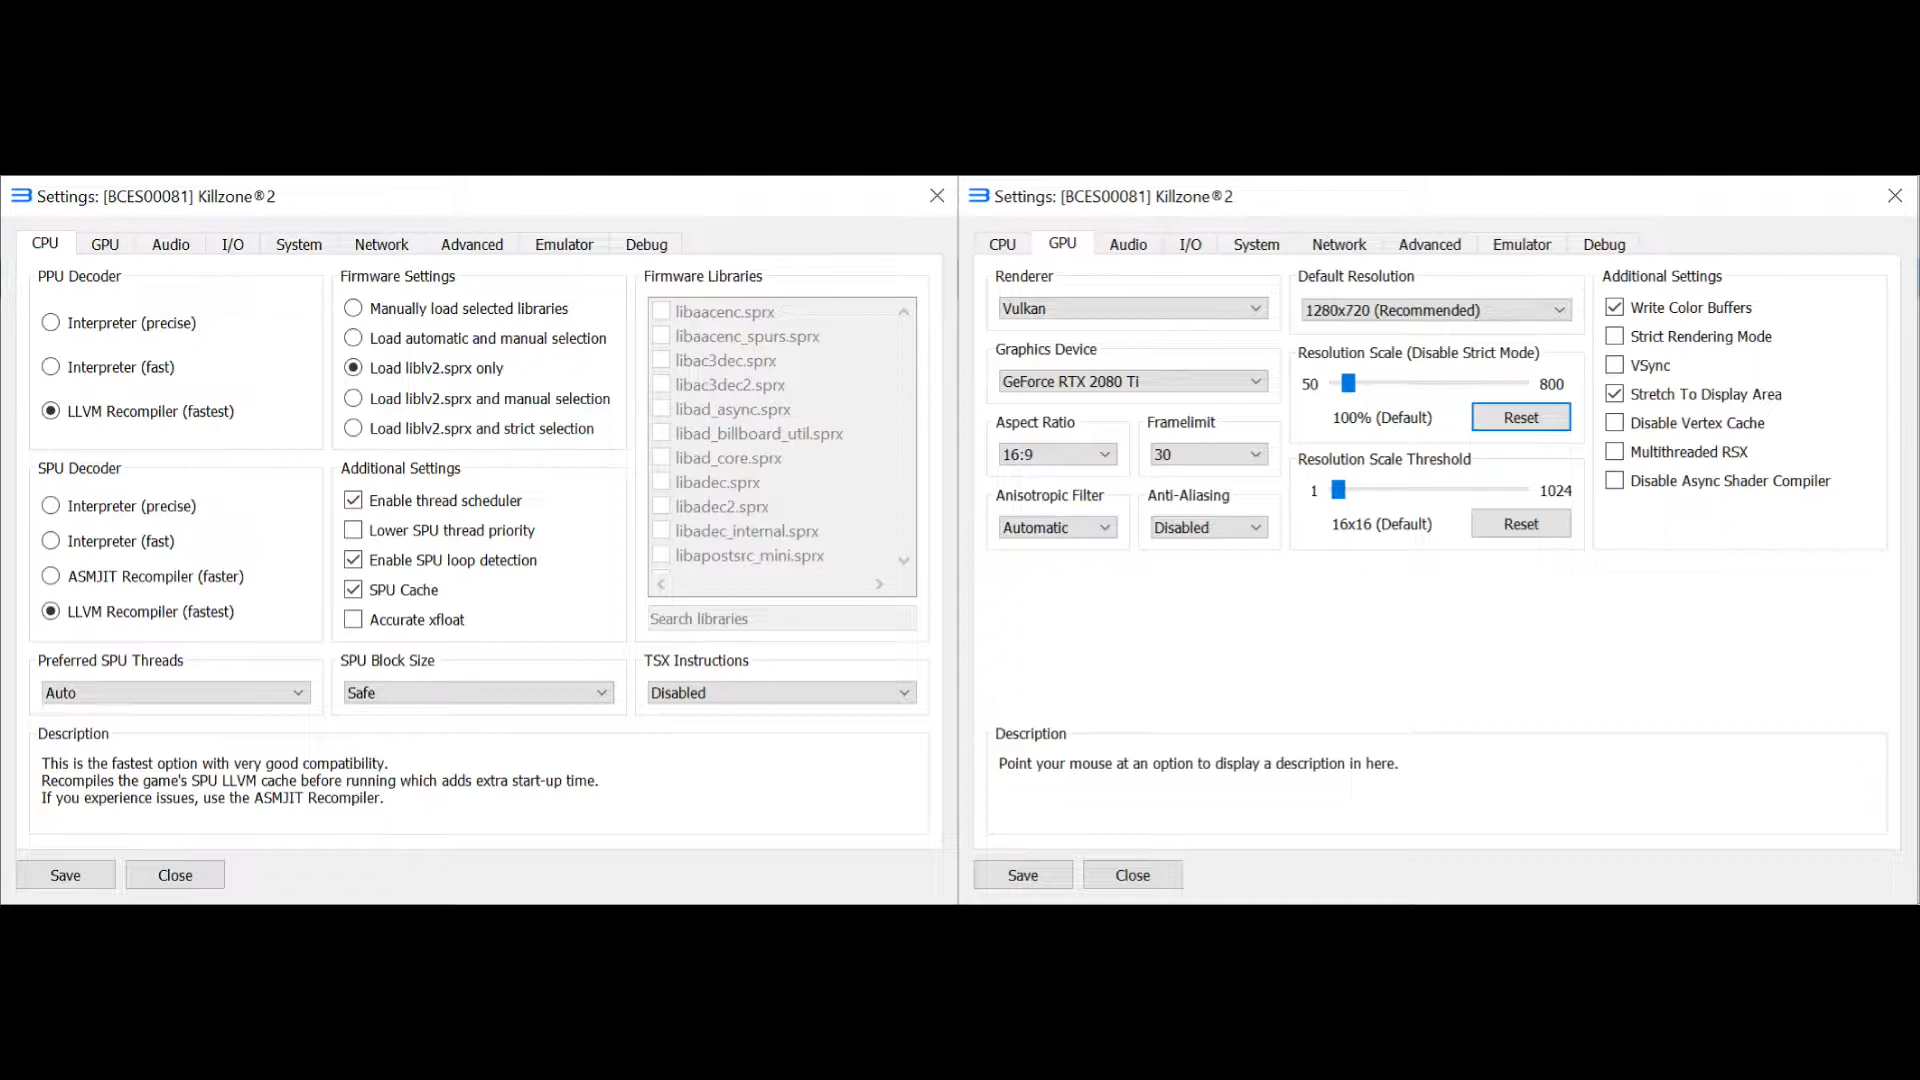 Settings: [BCES00081] Killzone®2
CPU GPU Audio I/O System Network Advanced Emulator Debug
PPU Decoder
Interpreter (precise)
Interpreter (fast)
LLVM Recompiler (fastest)
SPU Decoder
Interpreter (precise)
Interpreter (fast)
ASMJIT Recompiler (faster)
LLVM Recompiler (fastest)
Preferred SPU Threads
Auto
Firmware Settings
Manually load selected libraries
Load automatic and manual selection
Load liblv2.sprx only
Load liblv2.sprx and manual selection
Load liblv2.sprx and strict selection
Additional Settings
Enable thread scheduler
Lower SPU thread priority
Enable SPU loop detection
SPU Cache
Accurate xfloat
SPU Block Size
Safe
Firmware Libraries
libaacenc.sprx
libaacenc_spurs.sprx
libac3dec.sprx
libac3dec2.sprx
libad_async.sprx
libad_billboard_util.sprx
libad_core.sprx
libadec.sprx
libadec2.sprx
libadec_internal.sprx
libapostsrc_mini.sprx
Search libraries
TSX Instructions
Disabled
Description
This is the fastest option with very good compatibility.
Recompiles the game's SPU LLVM cache before running which adds extra start-up time.
If you experience issues, use the ASMJIT Recompiler.
Save Close
Settings: [BCES00081] Killzone®2
CPU GPU Audio I/O System Network Advanced Emulator Debug
Renderer
Vulkan
Graphics Device
GeForce RTX 2080 Ti
Aspect Ratio
16:9
Framelimit
30
Anisotropic Filter
Automatic
Anti-Aliasing
Disabled
Default Resolution
1280x720 (Recommended)
Resolution Scale (Disable Strict Mode)
50 800
100% (Default) Reset
Resolution Scale Threshold
1 1024
16x16 (Default) Reset
Additional Settings
Write Color Buffers
Strict Rendering Mode
VSync
Stretch To Display Area
Disable Vertex Cache
Multithreaded RSX
Disable Async Shader Compiler
Description
Point your mouse at an option to display a description in here.
Save Close